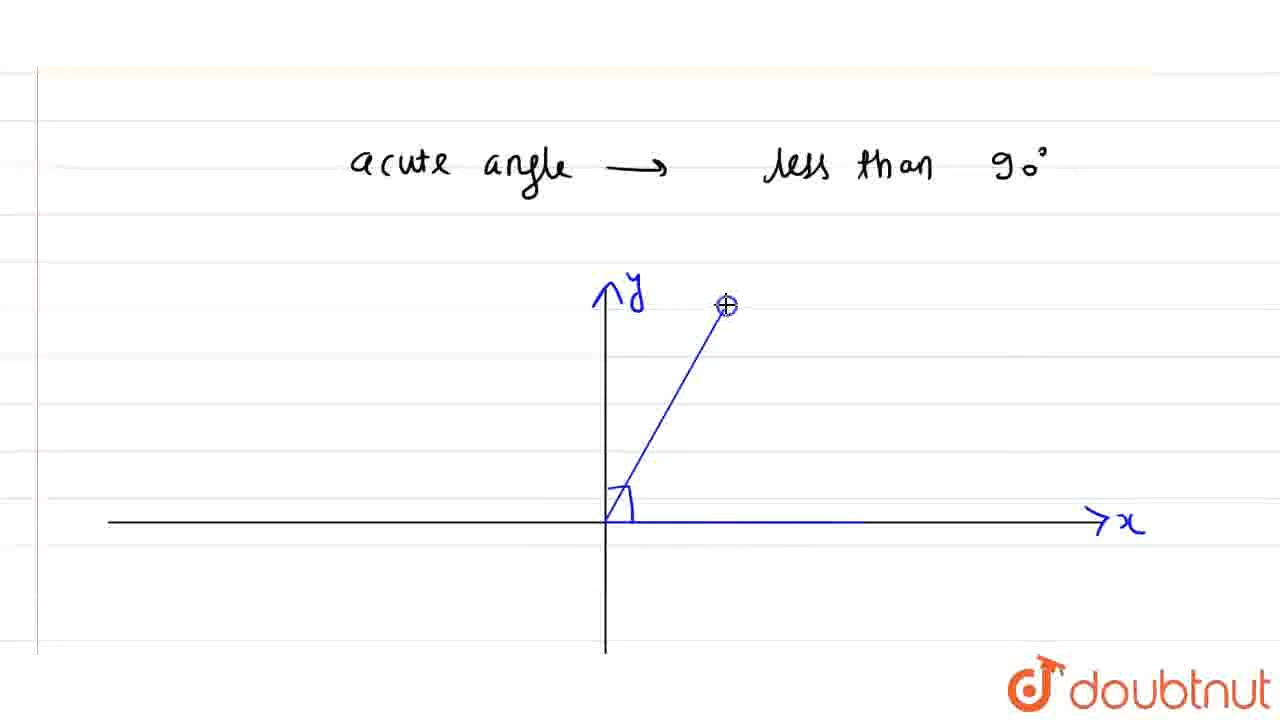 acute angle → less than 90°
y
x
doubtnut